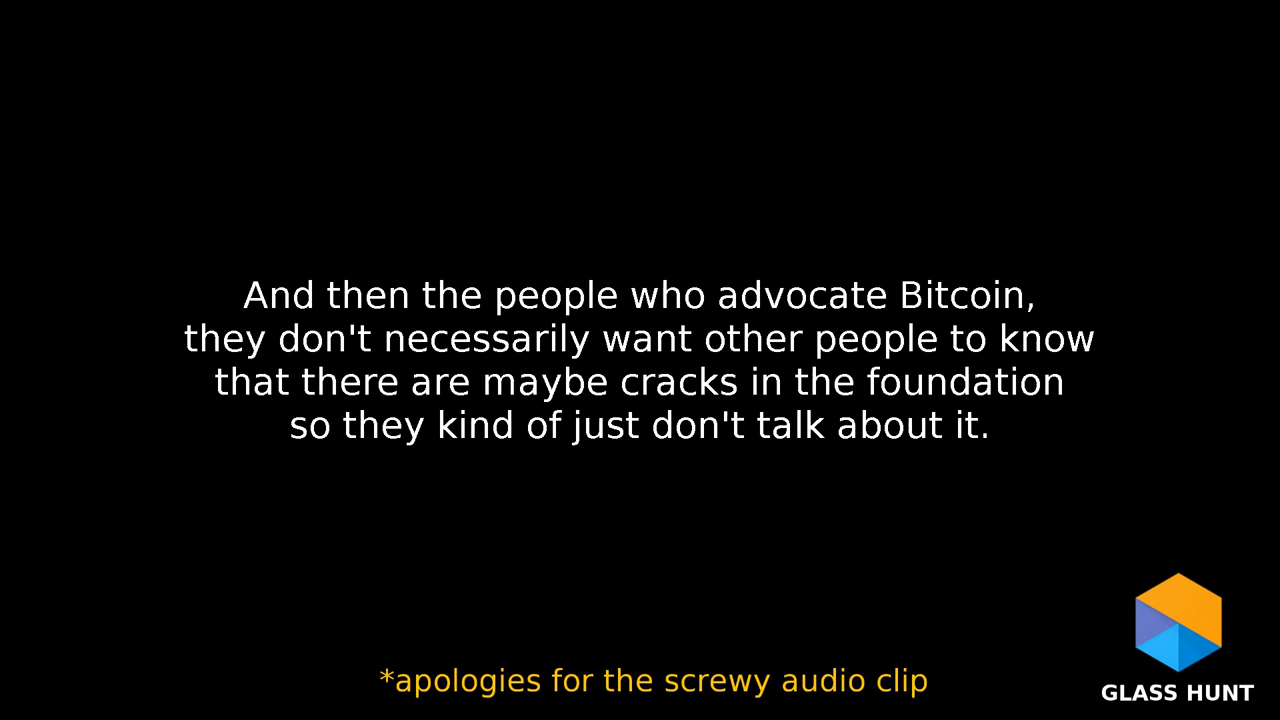 And then the people who advocate Bitcoin,
they don't necessarily want other people to know
that there are maybe cracks in the foundation
so they kind of just don't talk about it.
*apologies for the screwy audio clip
GLASS HUNT